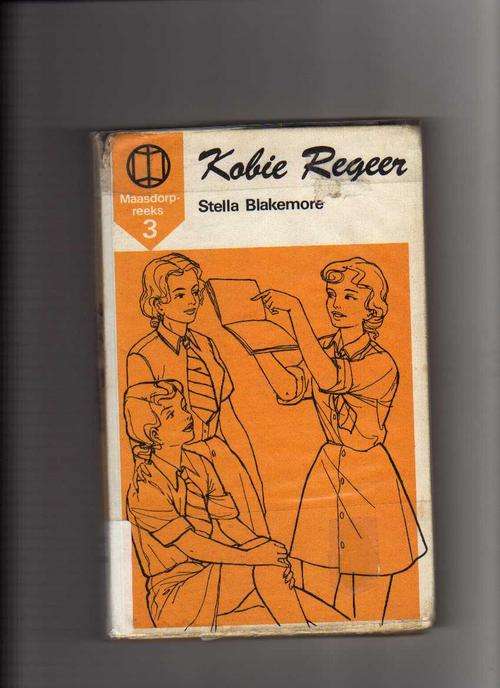 Kobie Regeer
Stella Blakemore
Maasdorp-
reeks
3